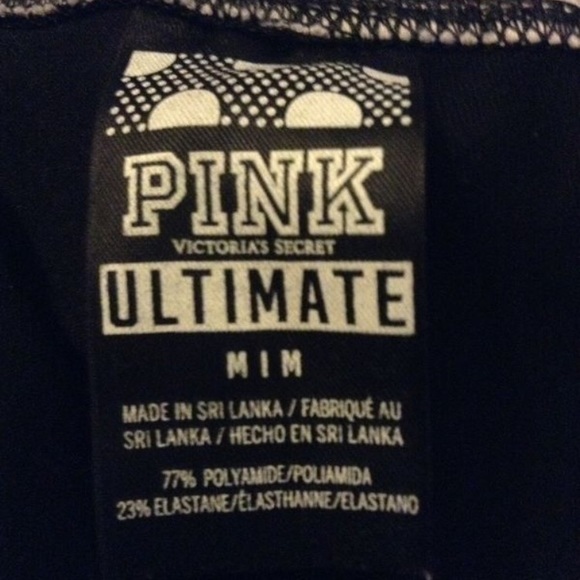 PINK
VICTORIA'S SECRET
ULTIMATE
M I M
MADE IN SRI LANKA / FABRIQUÉ AU
SRI LANKA / HECHO EN SRI LANKA
77% POLYAMIDE/POLIAMIDA
23% ELASTANE/ÉLASTHANNE/ELASTANO